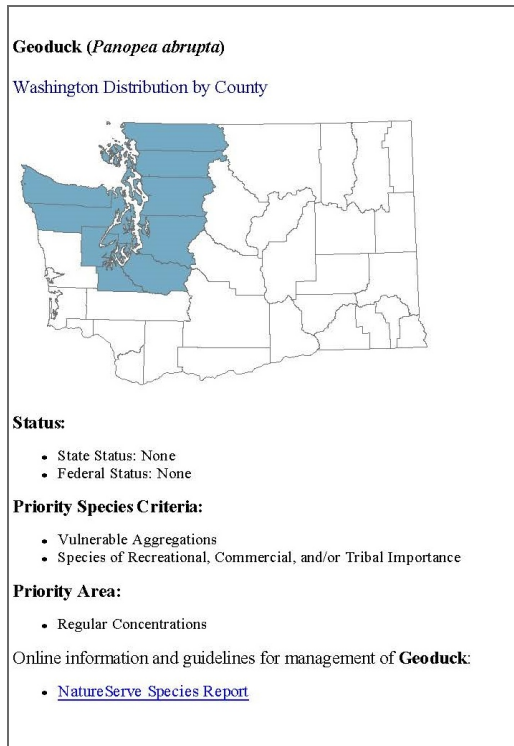 Geoduck (Panopea abrupta)
Washington Distribution by County
Status:
• State Status: None
• Federal Status: None
Priority Species Criteria:
• Vulnerable Aggregations
• Species of Recreational, Commercial, and/or Tribal Importance
Priority Area:
• Regular Concentrations
Online information and guidelines for management of Geoduck:
• NatureServe Species Report